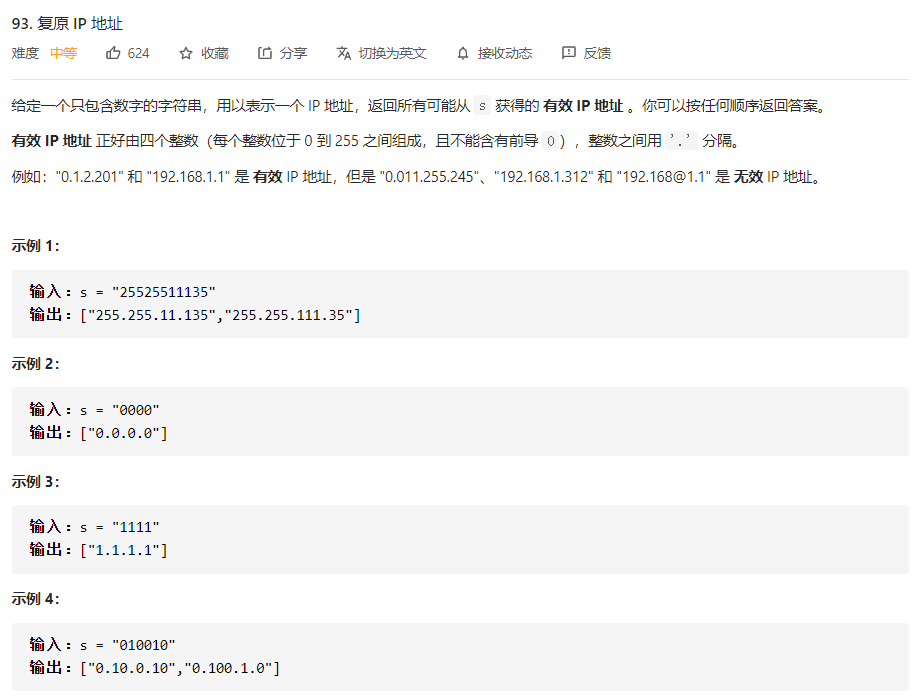 93. 复原 IP 地址
难度 中等 624 收藏 分享 切换为英文 接收动态 反馈
给定一个只包含数字的字符串，用以表示一个 IP 地址，返回所有可能从 s 获得的 有效 IP 地址 。你可以按任何顺序返回答案。
有效 IP 地址 正好由四个整数（每个整数位于 0 到 255 之间组成，且不能含有前导 0），整数之间用 '.' 分隔。
例如："0.1.2.201" 和 "192.168.1.1" 是 有效 IP 地址，但是 "0.011.255.245"、"192.168.1.312" 和 "192.168@1.1" 是 无效 IP 地址。
示例 1：
输入：s = "25525511135"
输出：["255.255.11.135","255.255.111.35"]
示例 2：
输入：s = "0000"
输出：["0.0.0.0"]
示例 3：
输入：s = "1111"
输出：["1.1.1.1"]
示例 4：
输入：s = "010010"
输出：["0.10.0.10","0.100.1.0"]